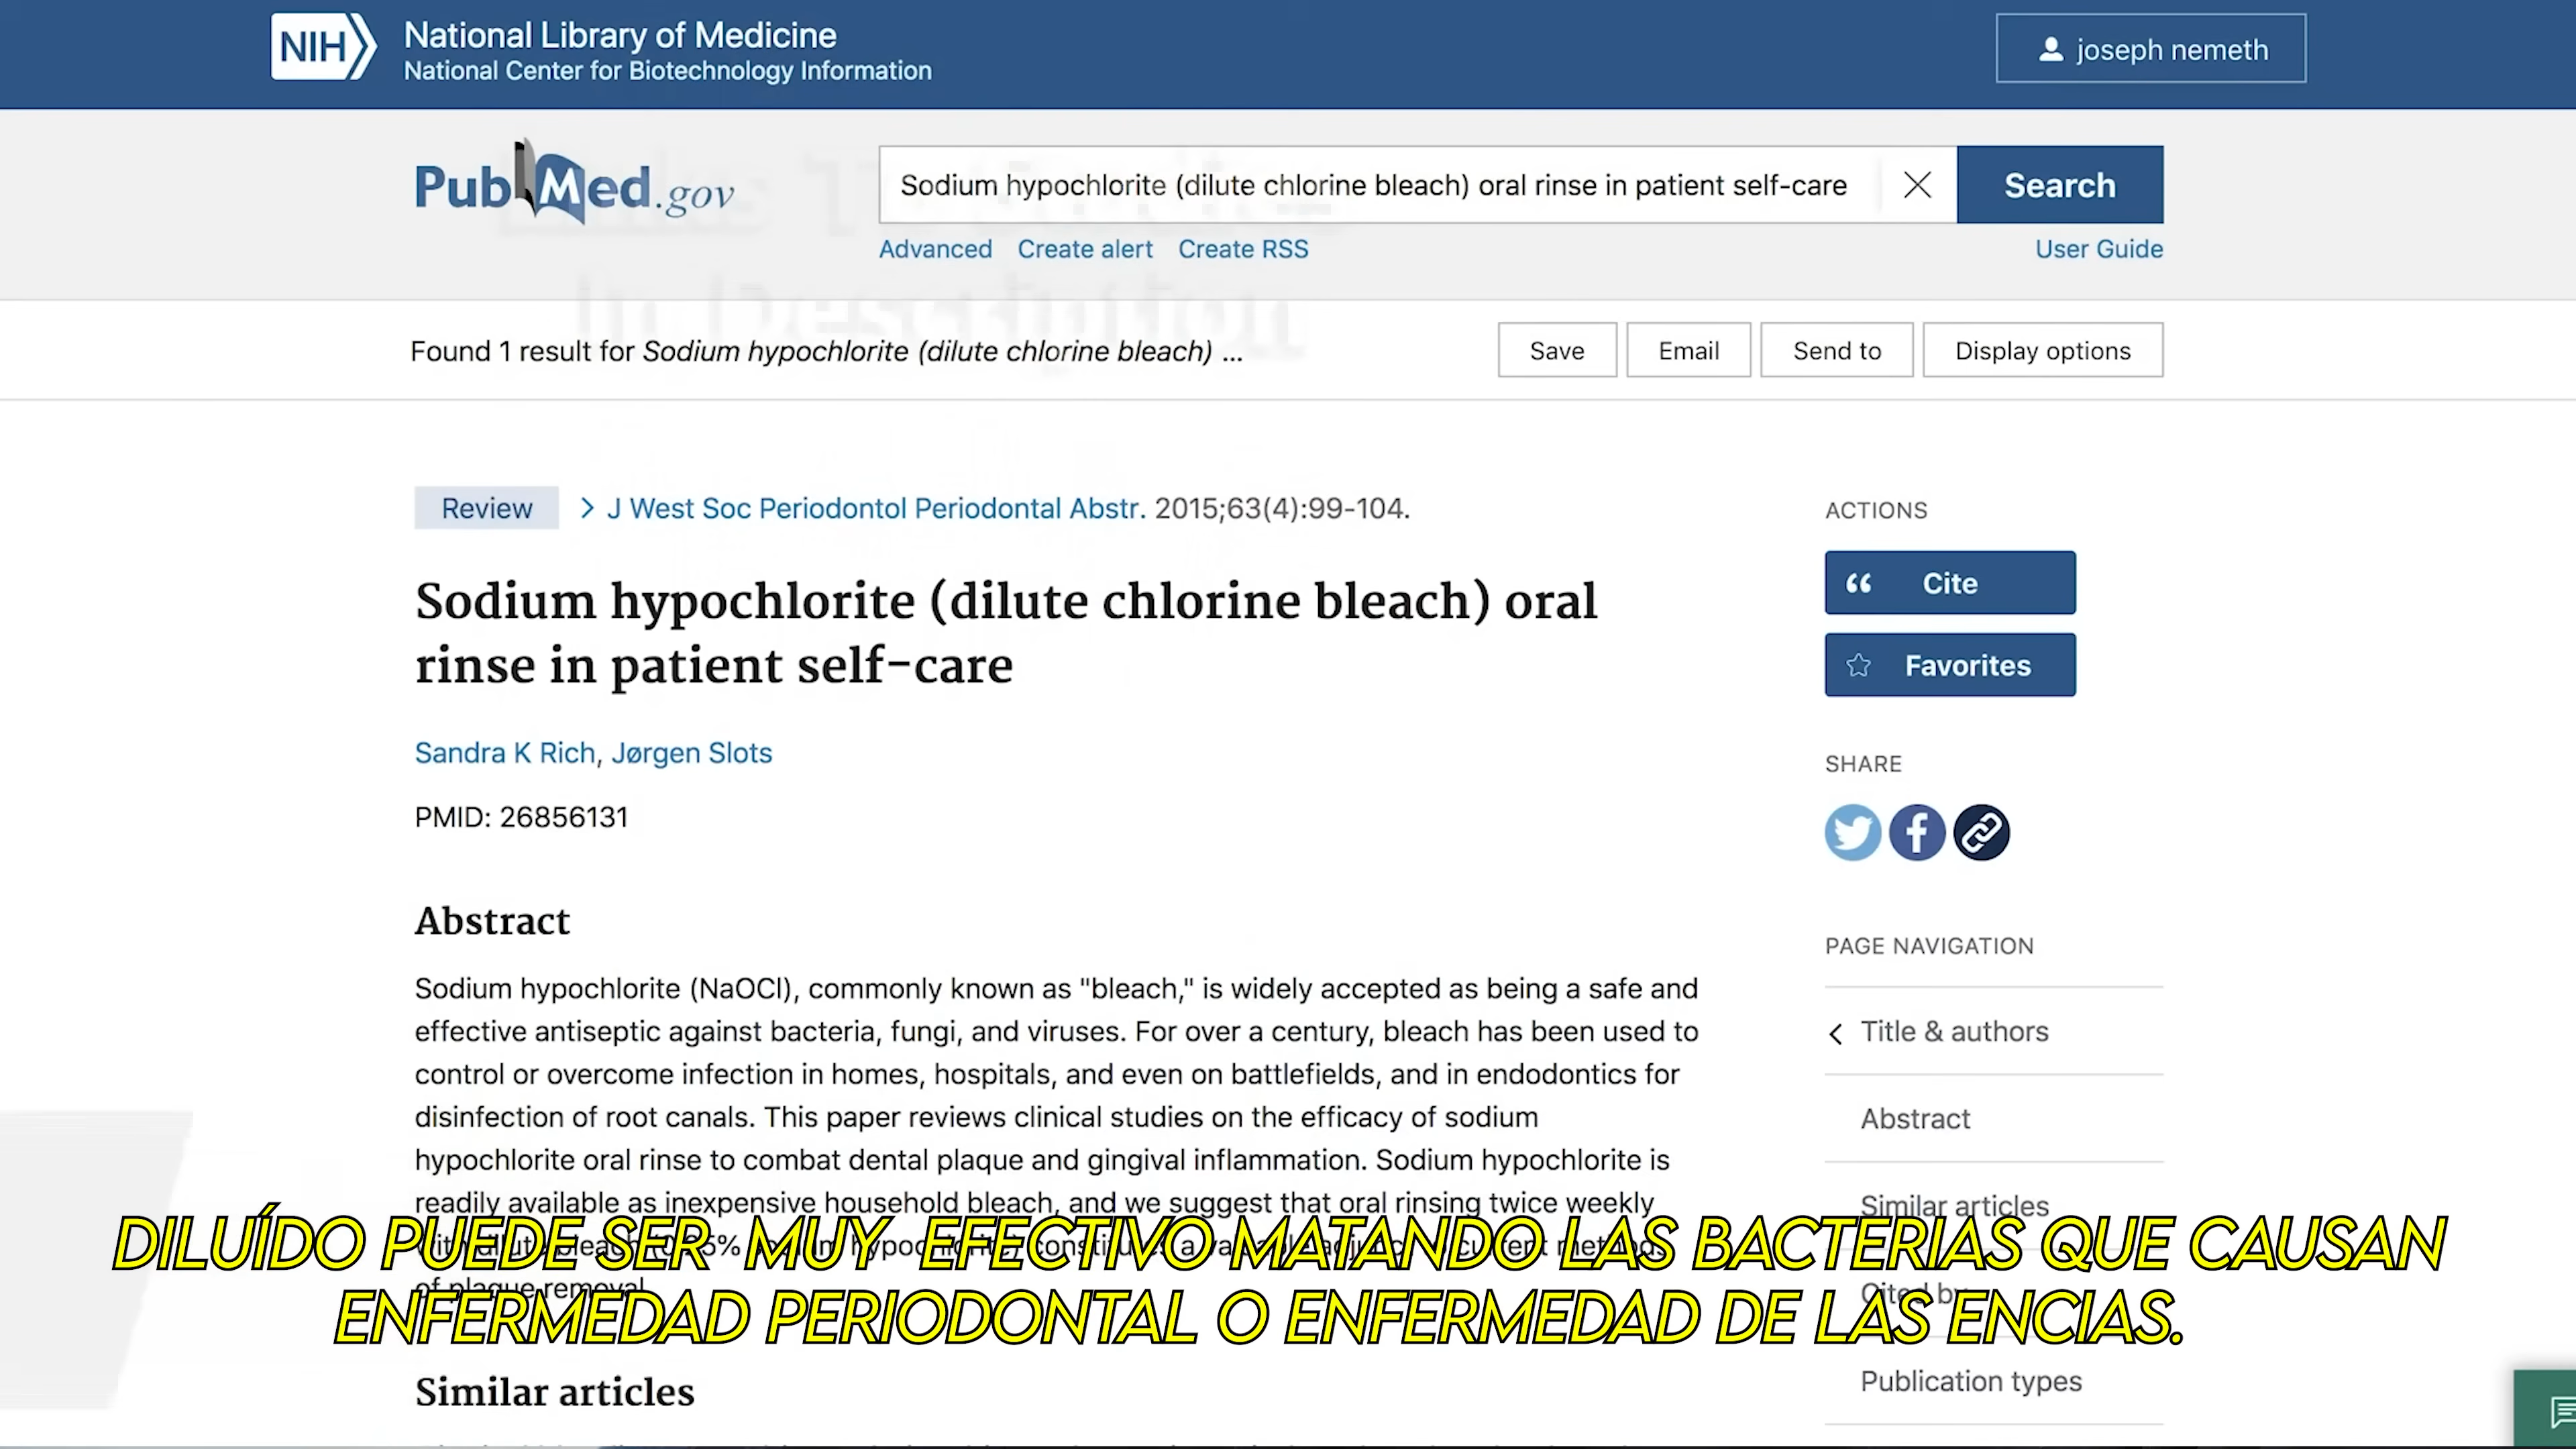 NIH
National Library of Medicine
National Center for Biotechnology Information
joseph nemeth
PubMed.gov
Sodium hypochlorite (dilute chlorine bleach) oral rinse in patient self-care
Search
Advanced Create alert Create RSS
User Guide
In Description
Found 1 result for Sodium hypochlorite (dilute chlorine bleach) ...
Save Email Send to Display options
Review
J West Soc Periodontol Periodontal Abstr. 2015;63(4):99-104.
Sodium hypochlorite (dilute chlorine bleach) oral
rinse in patient self-care
Sandra K Rich, Jørgen Slots
PMID: 26856131
Abstract
Sodium hypochlorite (NaOCl), commonly known as "bleach," is widely accepted as being a safe and
effective antiseptic against bacteria, fungi, and viruses. For over a century, bleach has been used to
control or overcome infection in homes, hospitals, and even on battlefields, and in endodontics for
disinfection of root canals. This paper reviews clinical studies on the efficacy of sodium
hypochlorite oral rinse to combat dental plaque and gingival inflammation. Sodium hypochlorite is
readily available as inexpensive household bleach, and we suggest that oral rinsing twice weekly
of plaque removal.
Similar articles
ACTIONS
Cite
Favorites
SHARE
PAGE NAVIGATION
Title & authors
Abstract
Similar articles
Cited by
Publication types
DILUÍDO PUEDE SER MUY EFECTIVO MATANDO LAS BACTERIAS QUE CAUSAN
ENFERMEDAD PERIODONTAL O ENFERMEDAD DE LAS ENCIAS.